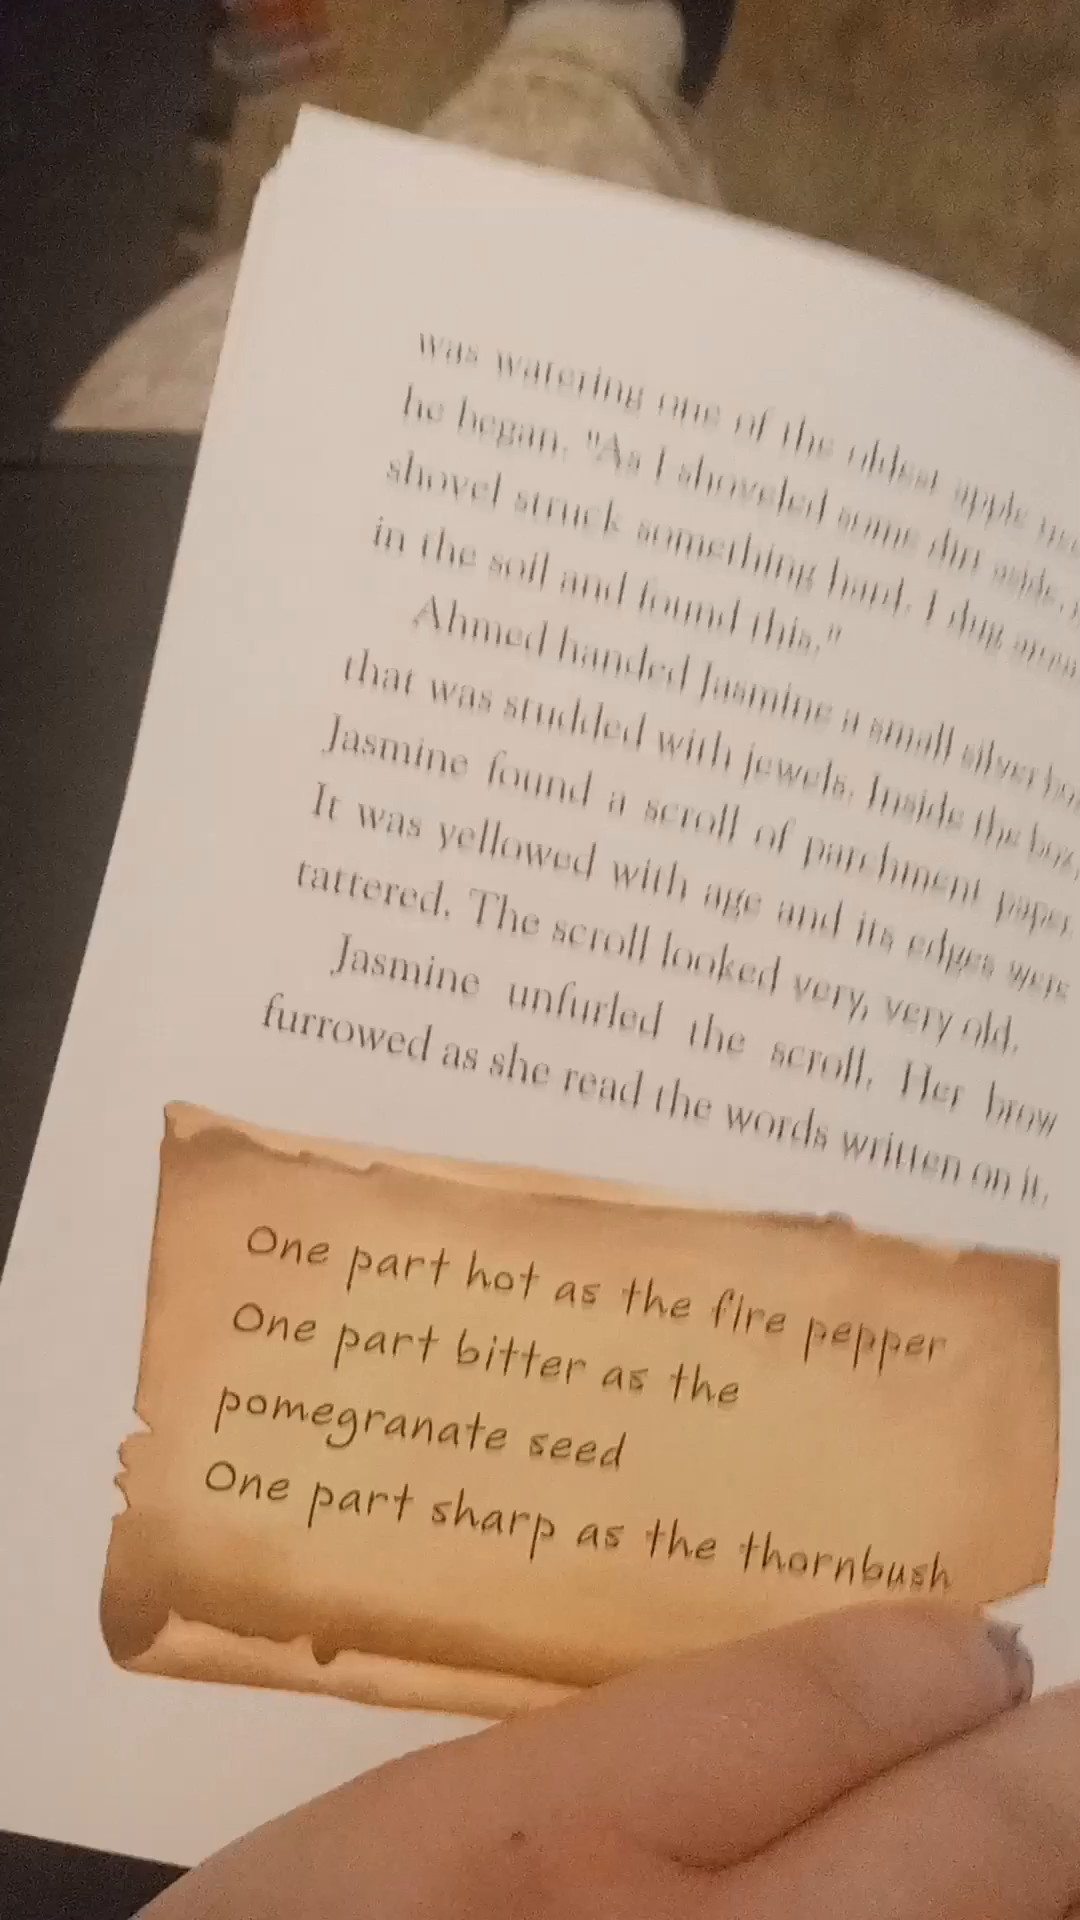 was watering one of the oldest apple
he began. "As I shoveled some dirt aside,
shovel struck something hard. I dug
in the soil and found this."
Ahmed handed Jasmine a small silver
that was studded with jewels. Inside the box,
Jasmine found a scroll of parchment paper.
It was yellowed with age and its edges were
tattered. The scroll looked very, very old.
Jasmine unfurled the scroll. Her brow
furrowed as she read the words written on it.
One part hot as the fire pepper
One part bitter as the
pomegranate seed
One part sharp as the thornbush